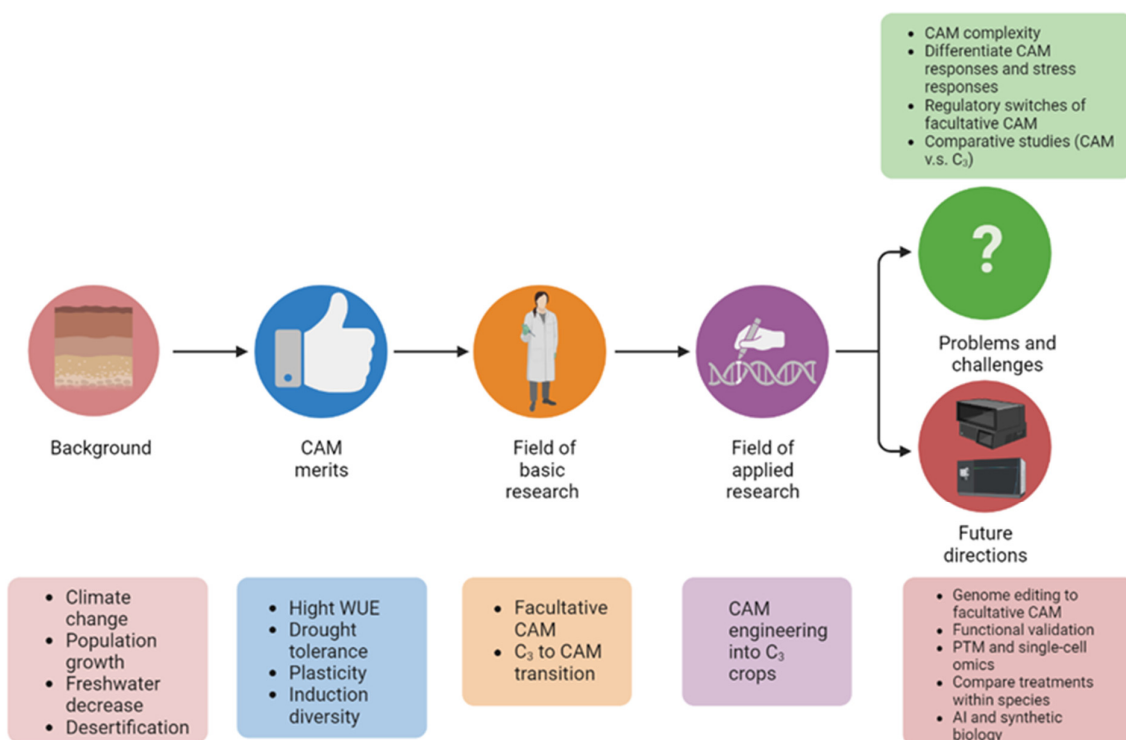 • CAM complexity
• Differentiate CAM
responses and stress
responses
• Regulatory switches of
facultative CAM
• Comparative studies (CAM
v.s. C₃)
?
Problems and
challenges
Background
CAM
merits
Field of
basic
research
Field of
applied
research
Future
directions
• Climate
change
• Population
growth
• Freshwater
decrease
• Desertification
• Hight WUE
• Drought
tolerance
• Plasticity
• Induction
diversity
• Facultative
CAM
• C₃ to CAM
transition
CAM
engineering
into C₃
crops
• Genome editing to
facultative CAM
• Functional validation
• PTM and single-cell
omics
• Compare treatments
within species
• AI and synthetic
biology